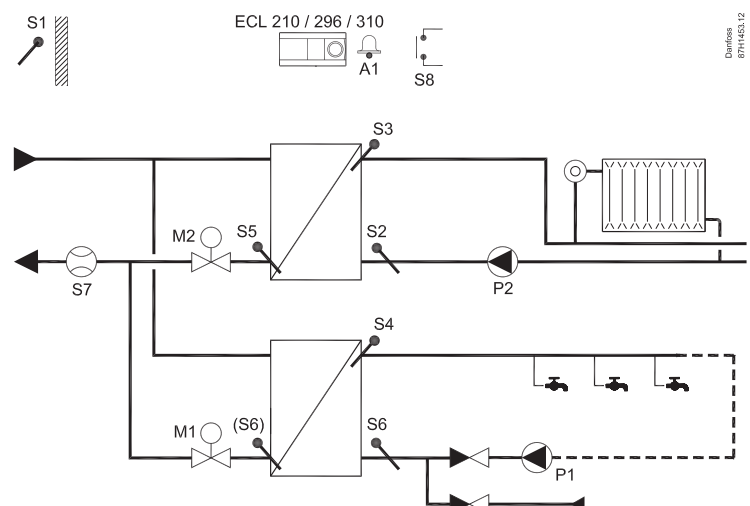 S1
ECL 210 / 296 / 310
A1
S8
Danfoss
87H1453.12
S3
M2
S5
S2
S7
P2
S4
M1
(S6)
S6
P1